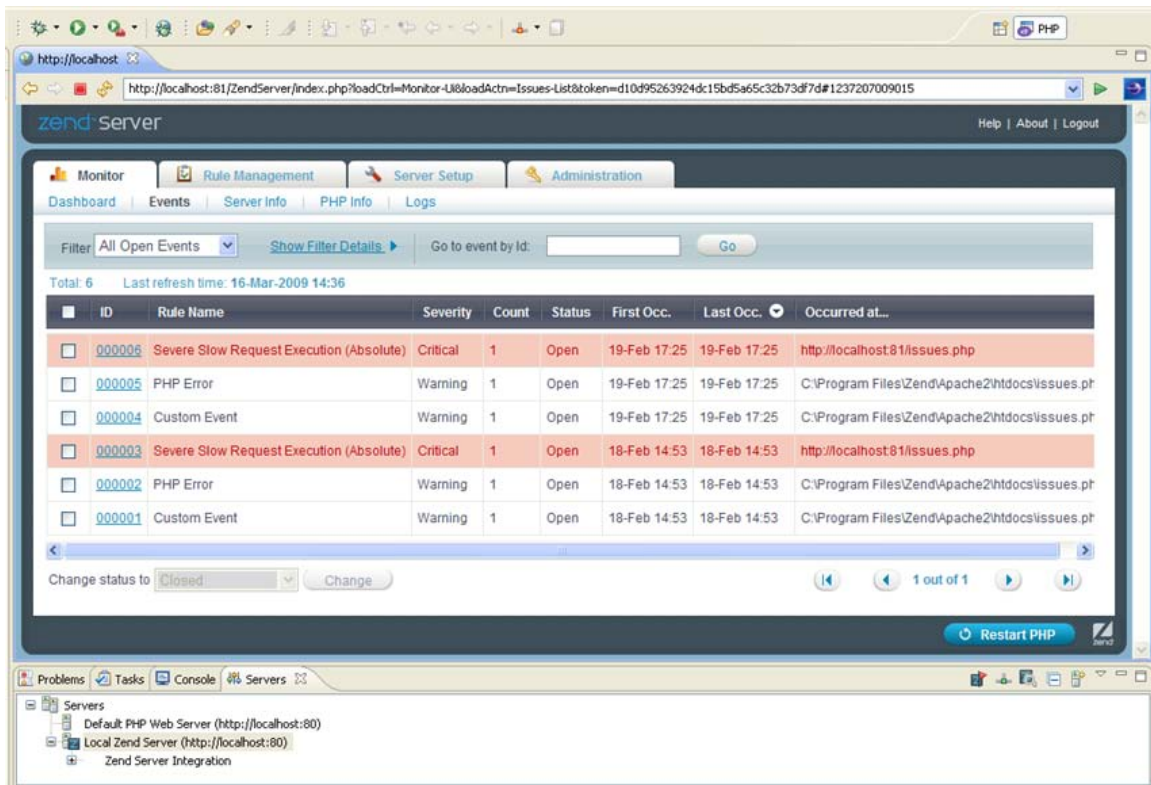 PHP
http://localhost
http://localhost:81/ZendServer/index.php?loadCtrl=Monitor-Ui&loadActn=Issues-List&token=d10d95263924dc15bd5a65c32b73df7d#1237207009015
zend server
Help | About | Logout
Monitor Rule Management Server Setup Administration
Dashboard | Events | Server Info | PHP Info | Logs
Filter All Open Events Show Filter Details Go to event by Id: Go
Total: 6 Last refresh time: 16-Mar-2009 14:36
ID Rule Name Severity Count Status First Occ. Last Occ. Occurred at...
000006 Severe Slow Request Execution (Absolute) Critical 1 Open 19-Feb 17:25 19-Feb 17:25 http://localhost:81/issues.php
000005 PHP Error Warning 1 Open 19-Feb 17:25 19-Feb 17:25 C:\Program Files\Zend\Apache2\htdocs\issues.ph
000004 Custom Event Warning 1 Open 19-Feb 17:25 19-Feb 17:25 C:\Program Files\Zend\Apache2\htdocs\issues.ph
000003 Severe Slow Request Execution (Absolute) Critical 1 Open 18-Feb 14:53 18-Feb 14:53 http://localhost:81/issues.php
000002 PHP Error Warning 1 Open 18-Feb 14:53 18-Feb 14:53 C:\Program Files\Zend\Apache2\htdocs\issues.ph
000001 Custom Event Warning 1 Open 18-Feb 14:53 18-Feb 14:53 C:\Program Files\Zend\Apache2\htdocs\issues.ph
Change status to Closed Change 1 out of 1
Restart PHP zend
Problems Tasks Console Servers
Servers
Default PHP Web Server (http://localhost:80)
Local Zend Server (http://localhost:80)
Zend Server Integration